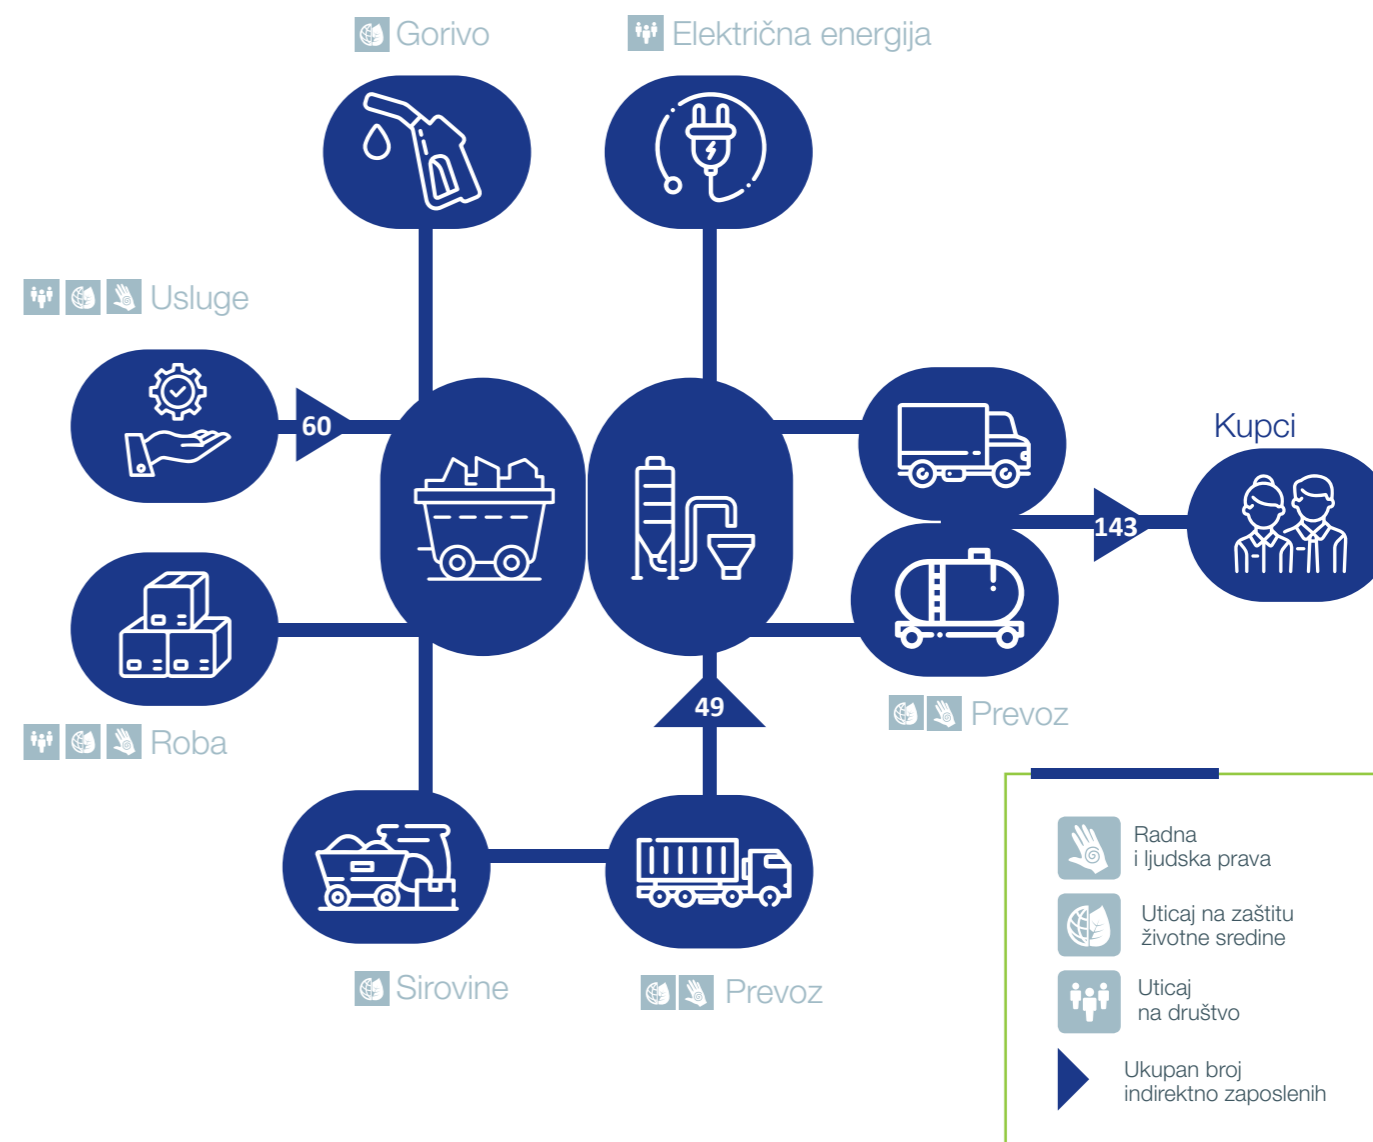 Gorivo
Električna energija
Usluge
60
Kupci
143
49
Roba
Prevoz
Sirovine
Prevoz
Radna
i ljudska prava
Uticaj na zaštitu
životne sredine
Uticaj
na društvo
Ukupan broj
indirektno zaposlenih